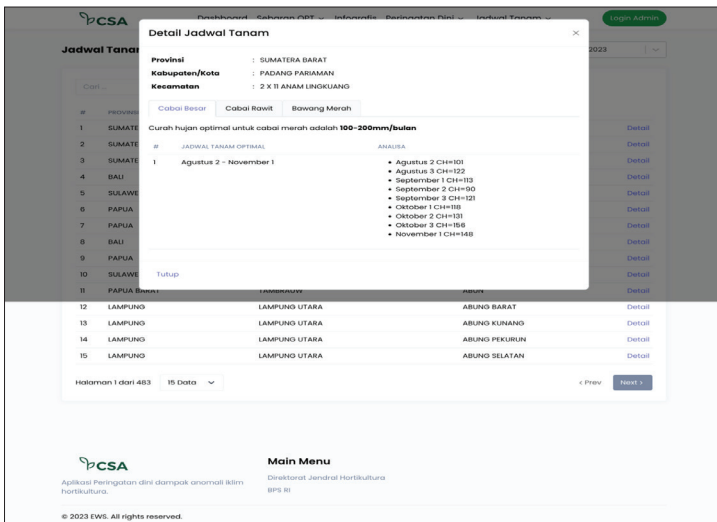 CSA
Dashboard Sebaran OPT Infografis Peringatan Dini Jadwal Tanam
Login Admin
Jadwal Tanam
2023
Detail Jadwal Tanam
×
Provinsi : SUMATERA BARAT
Kabupaten/Kota : PADANG PARIAMAN
Kecamatan : 2 X 11 ANAM LINGKUANG
Cabai Besar Cabai Rawit Bawang Merah
Curah hujan optimal untuk cabai merah adalah 100-200mm/bulan
# JADWAL TANAM OPTIMAL ANALISA
1 Agustus 2 - November 1
• Agustus 2 CH=101
• Agustus 3 CH=122
• September 1 CH=113
• September 2 CH=90
• September 3 CH=121
• Oktober 1 CH=118
• Oktober 2 CH=131
• Oktober 3 CH=156
• November 1 CH=148
Tutup
Cari...
# PROVINSI
1 SUMATE Detail
2 SUMATE Detail
3 SUMATE Detail
4 BALI Detail
5 SULAWE Detail
6 PAPUA Detail
7 PAPUA Detail
8 BALI Detail
9 PAPUA Detail
10 SULAWE Detail
11 PAPUA BARAT TAMBRAUW ABUN Detail
12 LAMPUNG LAMPUNG UTARA ABUNG BARAT Detail
13 LAMPUNG LAMPUNG UTARA ABUNG KUNANG Detail
14 LAMPUNG LAMPUNG UTARA ABUNG PEKURUN Detail
15 LAMPUNG LAMPUNG UTARA ABUNG SELATAN Detail
Halaman 1 dari 483 15 Data < Prev Next >
CSA
Aplikasi Peringatan dini dampak anomali iklim
hortikultura.
Main Menu
Direktorat Jendral Hortikultura
BPS RI
© 2023 EWS. All rights reserved.